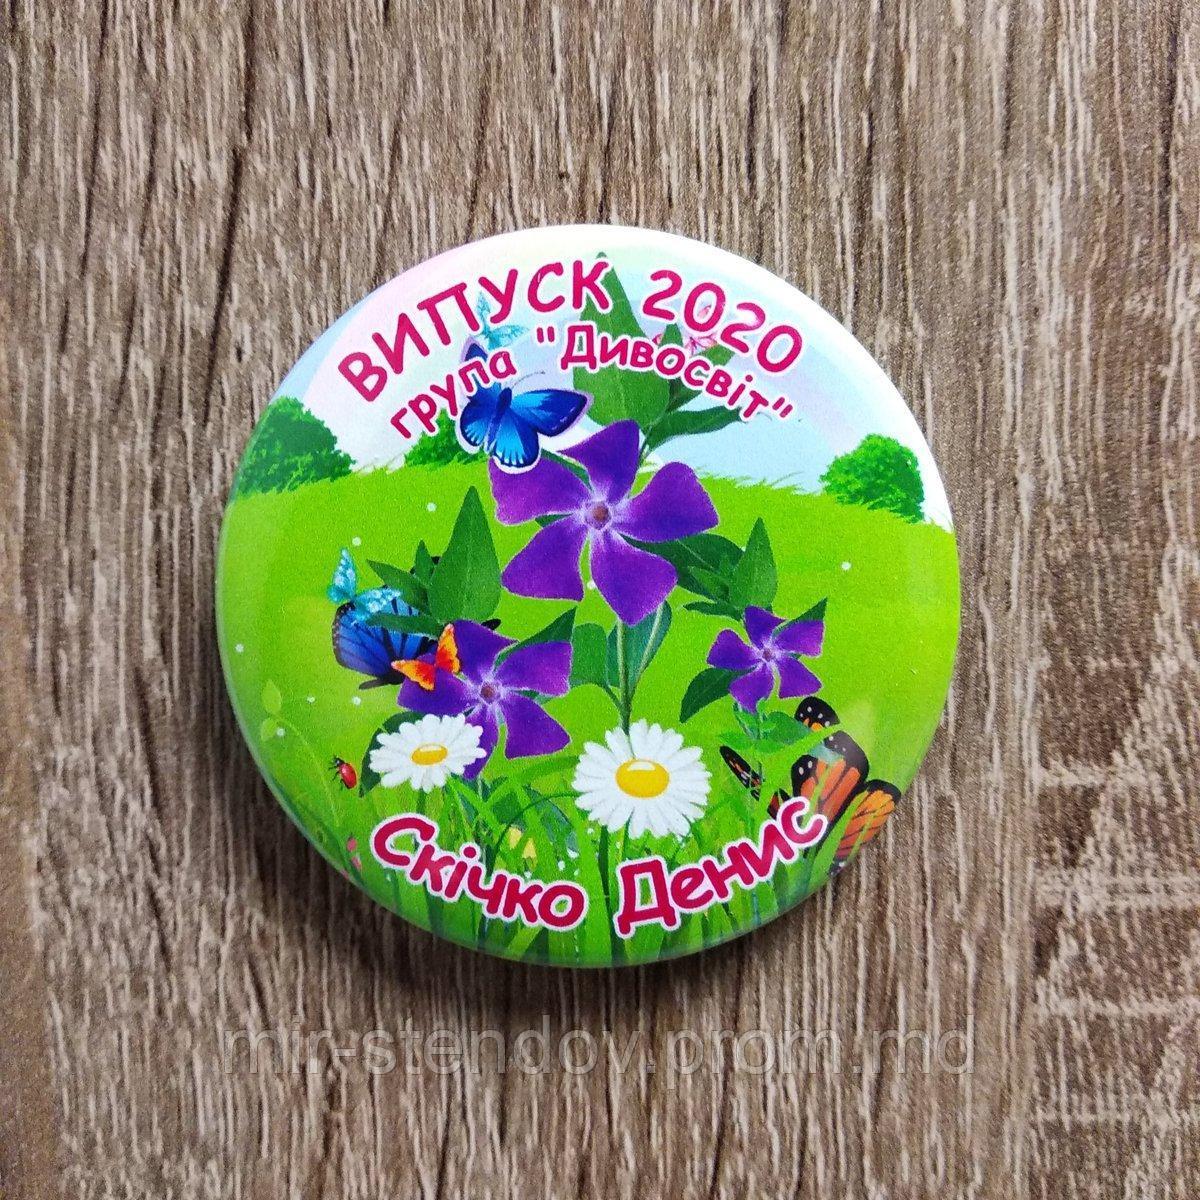 ВИПУСК 2020
група "Дивосвіт"
Скічко Денис
mir-stendov.prom.md